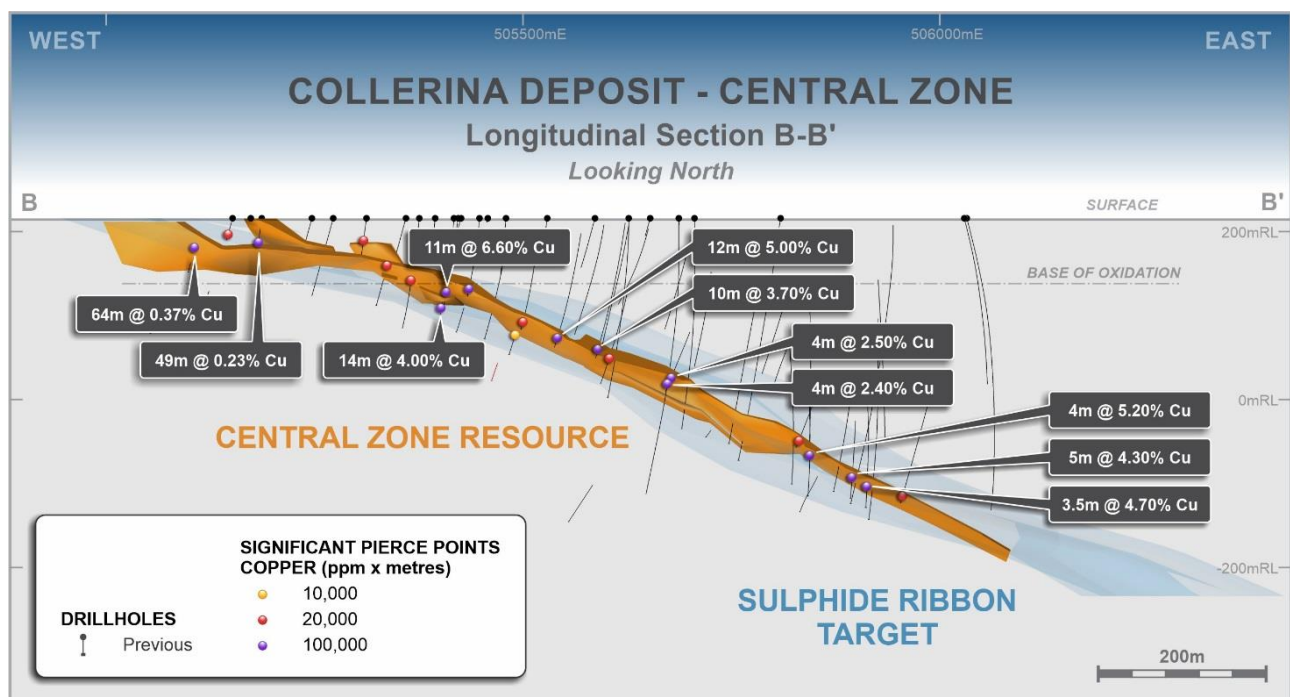 WEST
505500mE
506000mE
EAST
COLLERINA DEPOSIT - CENTRAL ZONE
Longitudinal Section B-B'
Looking North
B
SURFACE
B'
200mRL
BASE OF OXIDATION
11m @ 6.60% Cu
12m @ 5.00% Cu
10m @ 3.70% Cu
64m @ 0.37% Cu
49m @ 0.23% Cu
14m @ 4.00% Cu
4m @ 2.50% Cu
4m @ 2.40% Cu
0mRL
4m @ 5.20% Cu
5m @ 4.30% Cu
3.5m @ 4.70% Cu
CENTRAL ZONE RESOURCE
-200mRL
SULPHIDE RIBBON
TARGET
SIGNIFICANT PIERCE POINTS
COPPER (ppm x metres)
10,000
20,000
100,000
DRILLHOLES
Previous
200m